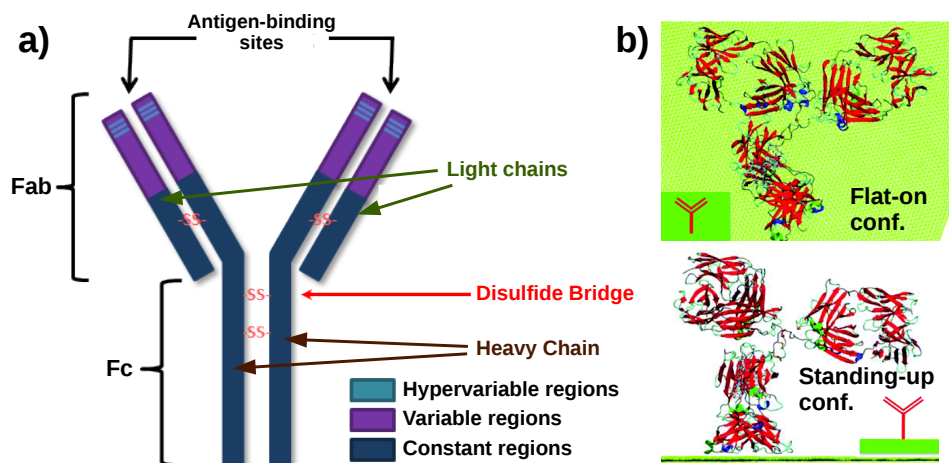 a)
Antigen-binding
sites
Fab
Light chains
-SS-
-SS-
-SS-
Disulfide Bridge
-SS-
Heavy Chain
Fc
Hypervariable regions
Variable regions
Constant regions
b)
Flat-on
conf.
Standing-up
conf.